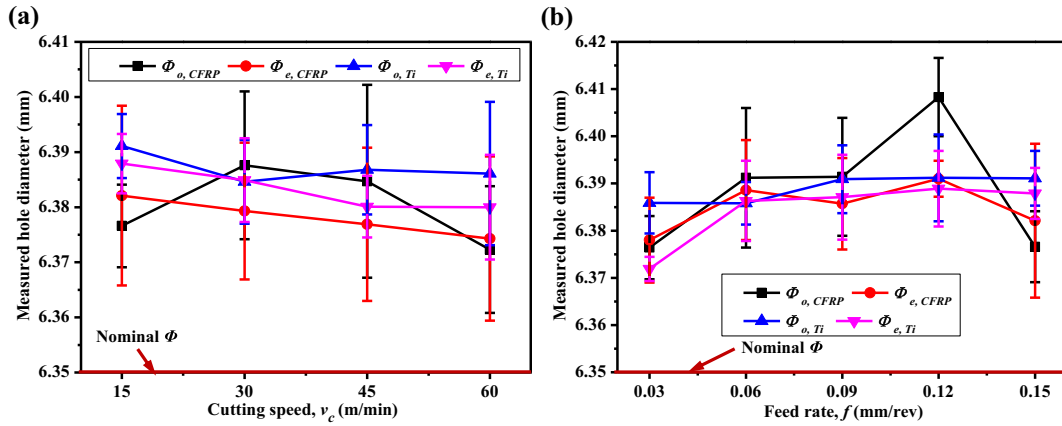 (a)
6.41
6.40
6.39
6.38
6.37
6.36
6.35
Measured hole diameter (mm)
Φo, CFRP Φe, CFRP Φo, Ti Φe, Ti
Nominal Φ
15 30 45 60
Cutting speed, vc (m/min)
(b)
6.42
6.41
6.40
6.39
6.38
6.37
6.36
6.35
Measured hole diameter (mm)
Φo, CFRP Φe, CFRP
Φo, Ti Φe, Ti
Nominal Φ
0.03 0.06 0.09 0.12 0.15
Feed rate, f (mm/rev)